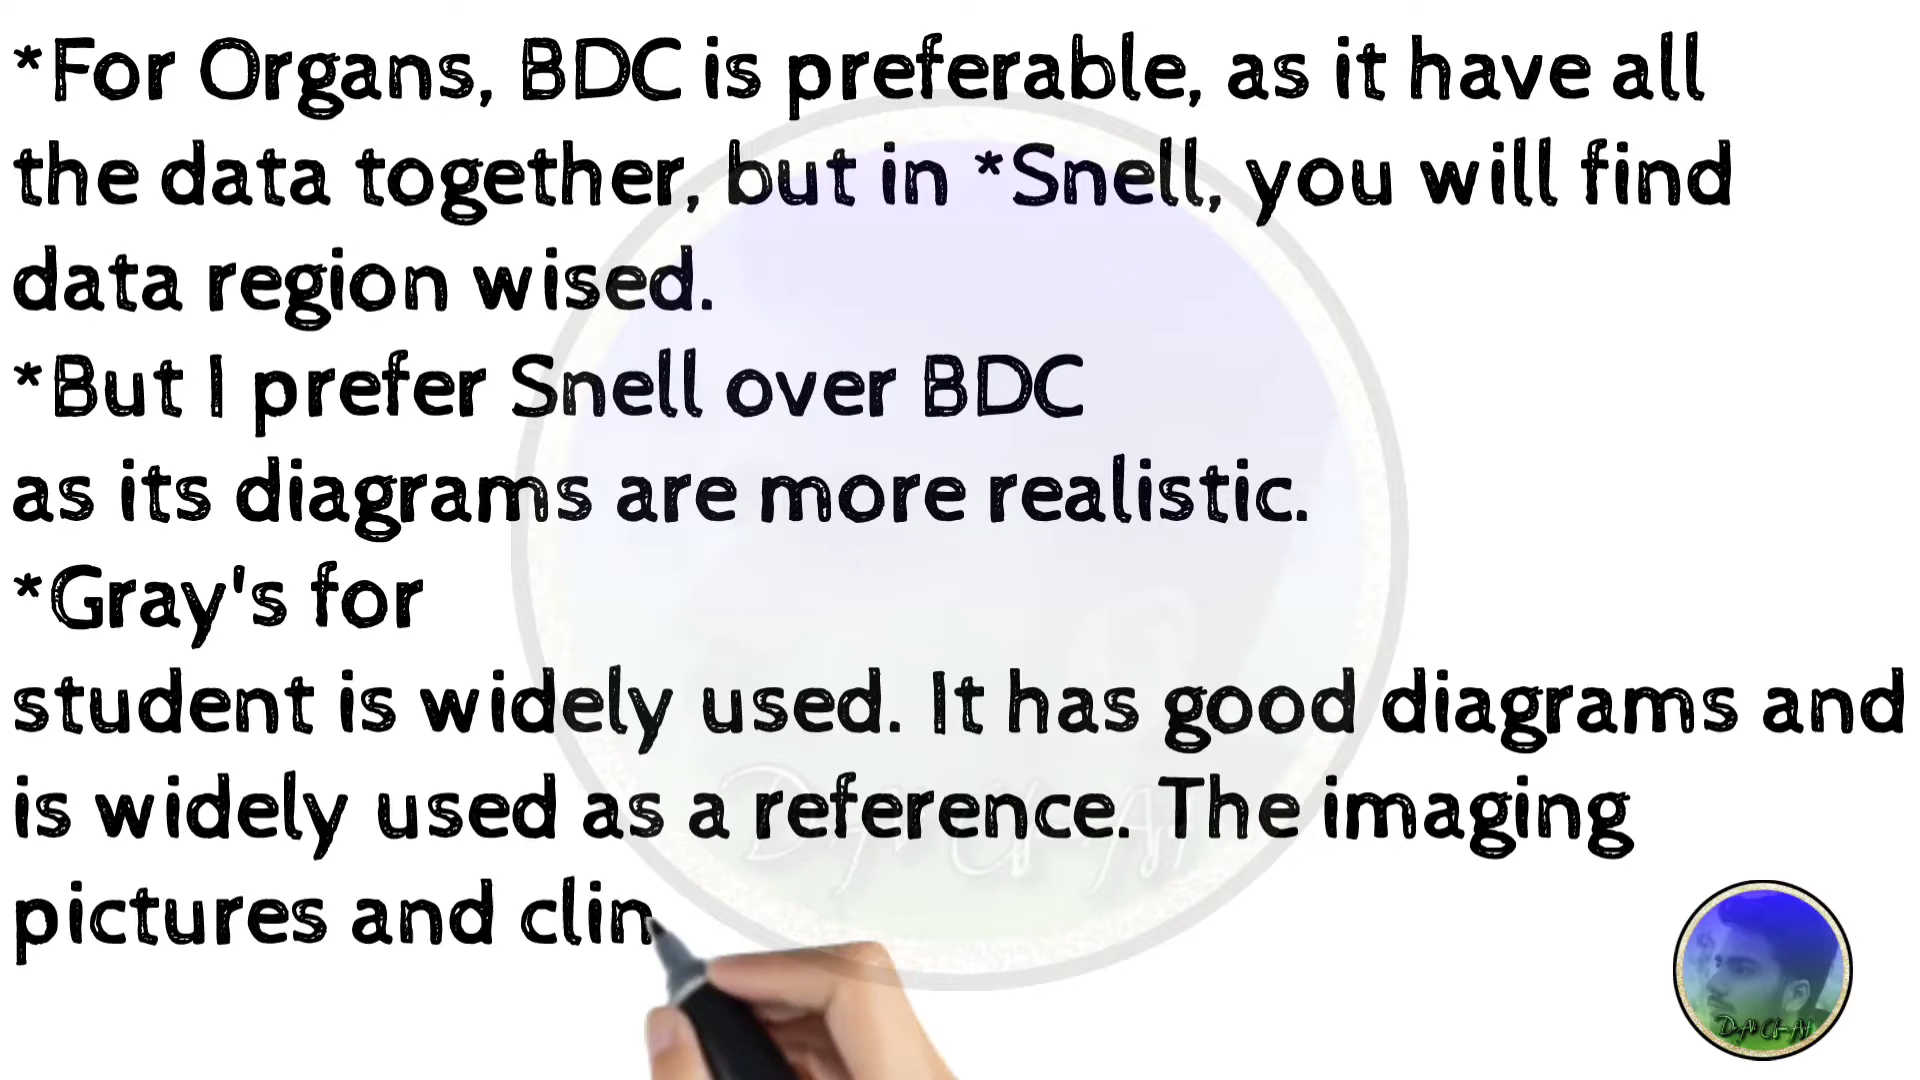 *For Organs, BDC is preferable, as it have all
the data together, but in *Snell, you will find
data region wised.
*But I prefer Snell over BDC
as its diagrams are more realistic.
*Gray's for
student is widely used. It has good diagrams and
is widely used as a reference. The imaging
pictures and clin